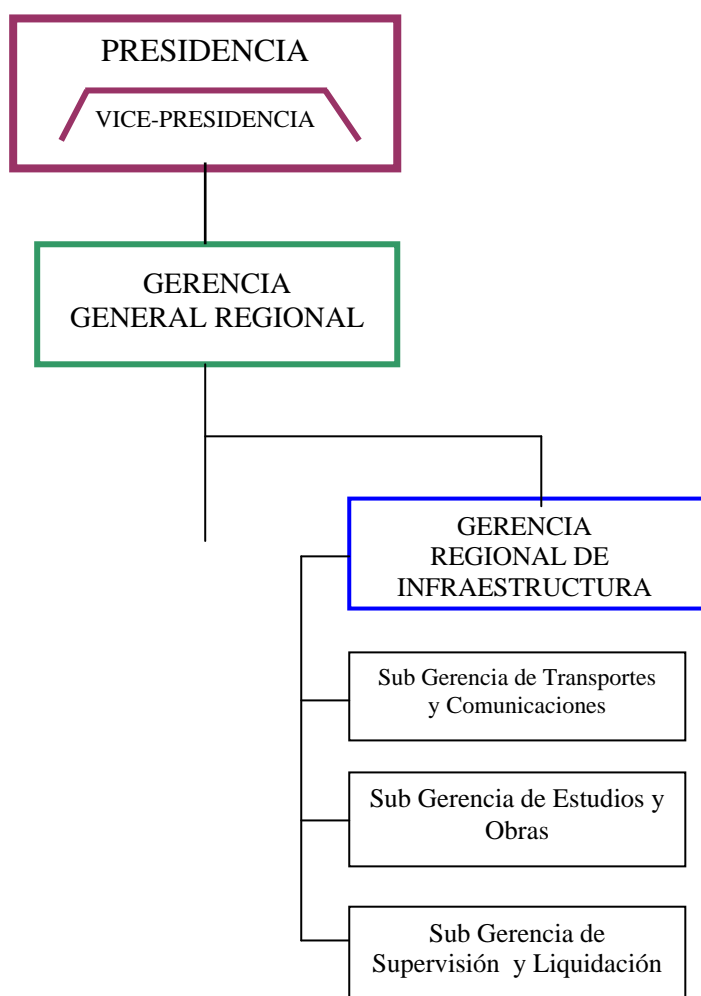 PRESIDENCIA
VICE-PRESIDENCIA
GERENCIA
GENERAL REGIONAL
GERENCIA
REGIONAL DE
INFRAESTRUCTURA
Sub Gerencia de Transportes
y Comunicaciones
Sub Gerencia de Estudios y
Obras
Sub Gerencia de
Supervisión y Liquidación